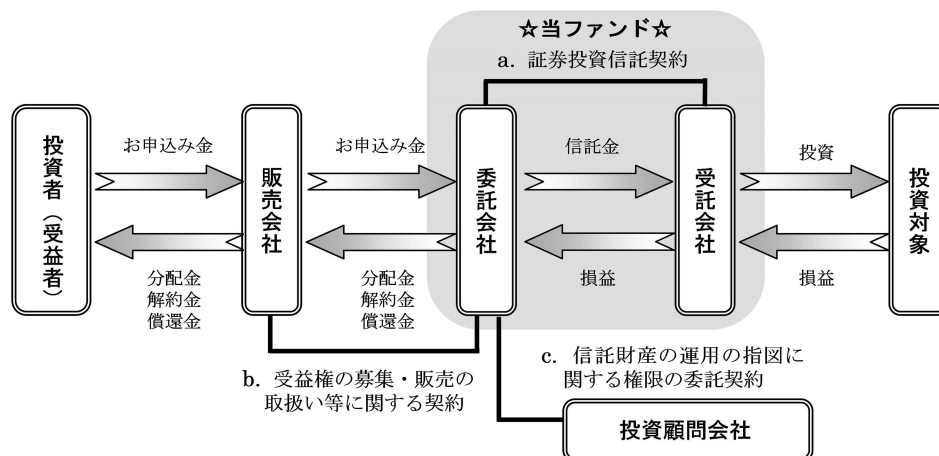 ☆当ファンド☆
a. 証券投資信託契約
投資者（受益者）
お申込み金
分配金
解約金
償還金
販売会社
お申込み金
分配金
解約金
償還金
委託会社
信託金
損益
受託会社
投資
損益
投資対象
b. 受益権の募集・販売の
取扱い等に関する契約
c. 信託財産の運用の指図に
関する権限の委託契約
投資顧問会社